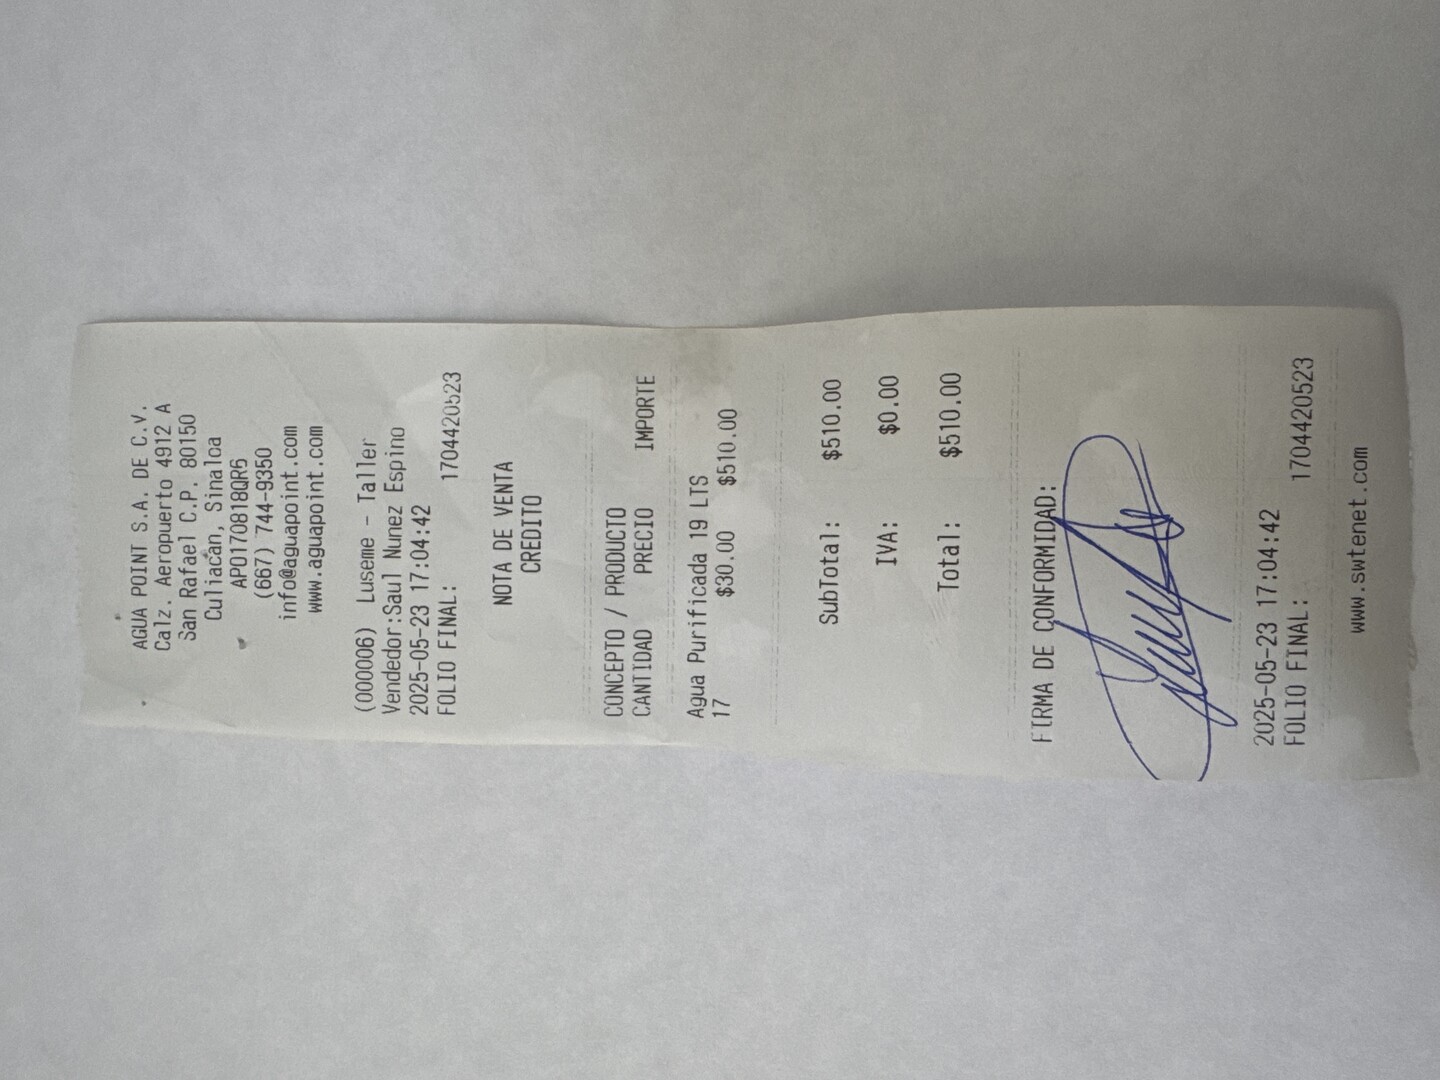 AGUA POINT S.A. DE C.V.
Calz. Aeropuerto 4912 A
San Rafael C.P. 80150
Culiacán, Sinaloa
APO170818QR6
(667) 744-9350
info@aguapoint.com
www.aguapoint.com
(000006) Luseme - Taller
Vendedor:Saul Nunez Espino
2025-05-23 17:04:42
FOLIO FINAL: 1704420523
NOTA DE VENTA
CREDITO
CONCEPTO / PRODUCTO
CANTIDAD PRECIO IMPORTE
Agua Purificada 19 LTS
17 $30.00 $510.00
SubTotal: $510.00
IVA: $0.00
Total: $510.00
FIRMA DE CONFORMIDAD:
2025-05-23 17:04:42
FOLIO FINAL: 1704420523
www.swtenet.com